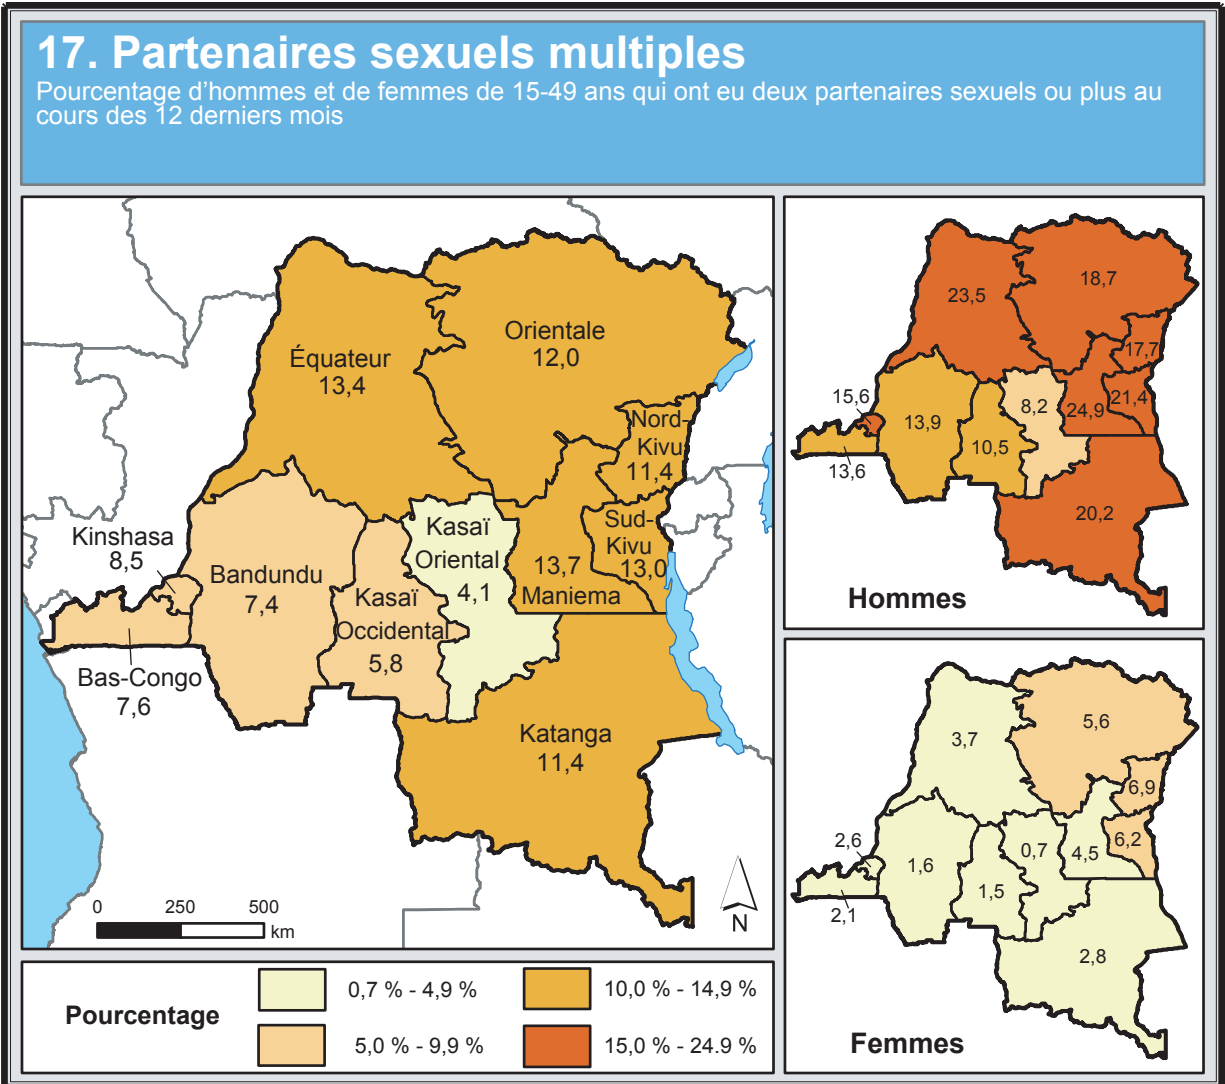 17. Partenaires sexuels multiples
Pourcentage d'hommes et de femmes de 15-49 ans qui ont eu deux partenaires sexuels ou plus au
cours des 12 derniers mois
Équateur
13,4
Orientale
12,0
Nord-
Kivu
11,4
Sud-
Kivu
13,0
13,7
Maniema
Kasaï
Oriental
4,1
Kasaï
Occidental
5,8
Bandundu
7,4
Kinshasa
8,5
Bas-Congo
7,6
Katanga
11,4
0
250
500
km
N
23,5
18,7
17,7
21,4
24,9
8,2
10,5
13,9
15,6
13,6
20,2
Hommes
3,7
5,6
6,9
6,2
4,5
0,7
1,5
1,6
2,6
2,1
2,8
Femmes
Pourcentage
0,7 % - 4,9 %
5,0 % - 9,9 %
10,0 % - 14,9 %
15,0 % - 24.9 %